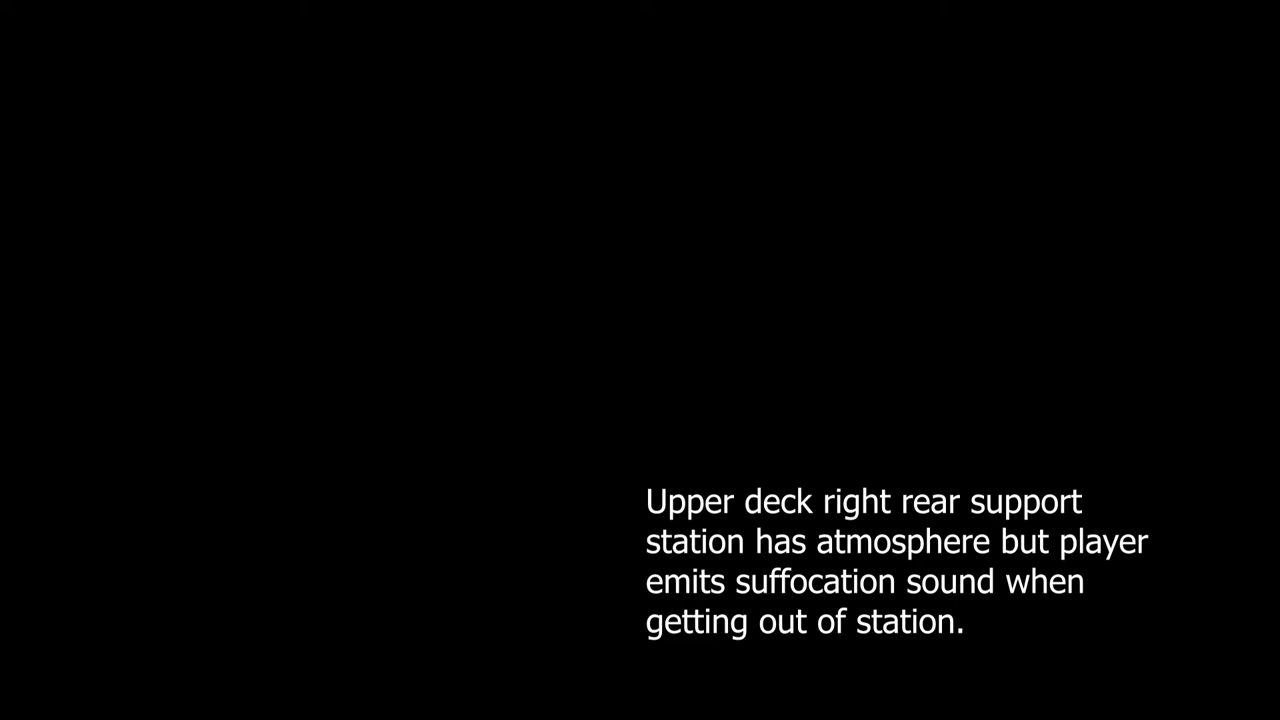 Upper deck right rear support
station has atmosphere but player
emits suffocation sound when
getting out of station.